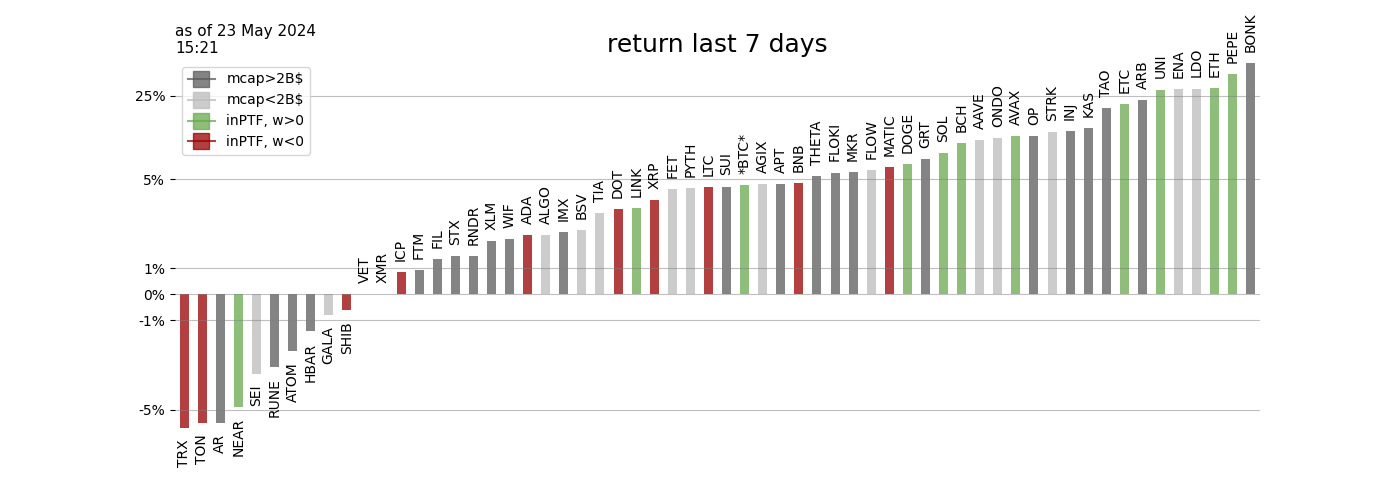 as of 23 May 2024
15:21
return last 7 days
mcap>2B$
mcap<2B$
inPTF, w>0
inPTF, w<0
25%
5%
1%
0%
-1%
-5%
TRX
TON
AR
NEAR
SEI
RUNE
ATOM
HBAR
GALA
SHIB
VET
XMR
ICP
FTM
FIL
STX
RNDR
XLM
WIF
ADA
ALGO
IMX
BSV
TIA
DOT
LINK
XRP
FET
PYTH
LTC
SUI
*BTC*
AGIX
APT
BNB
THETA
FLOKI
MKR
FLOW
MATIC
DOGE
GRT
SOL
BCH
AAVE
ONDO
AVAX
OP
STRK
INJ
KAS
TAO
ETC
ARB
UNI
ENA
LDO
ETH
PEPE
BONK